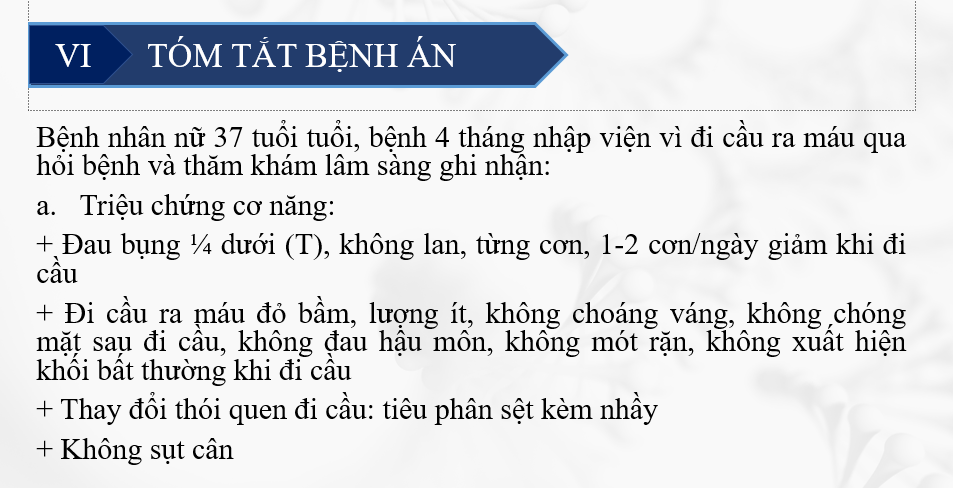 VI TÓM TẮT BỆNH ÁN
Bệnh nhân nữ 37 tuổi tuổi, bệnh 4 tháng nhập viện vì đi cầu ra máu qua
hỏi bệnh và thăm khám lâm sàng ghi nhận:
a. Triệu chứng cơ năng:
+ Đau bụng ¼ dưới (T), không lan, từng cơn, 1-2 cơn/ngày giảm khi đi
cầu
+ Đi cầu ra máu đỏ bầm, lượng ít, không choáng váng, không chóng
mặt sau đi cầu, không đau hậu môn, không mót rặn, không xuất hiện
khối bất thường khi đi cầu
+ Thay đổi thói quen đi cầu: tiêu phân sệt kèm nhầy
+ Không sụt cân